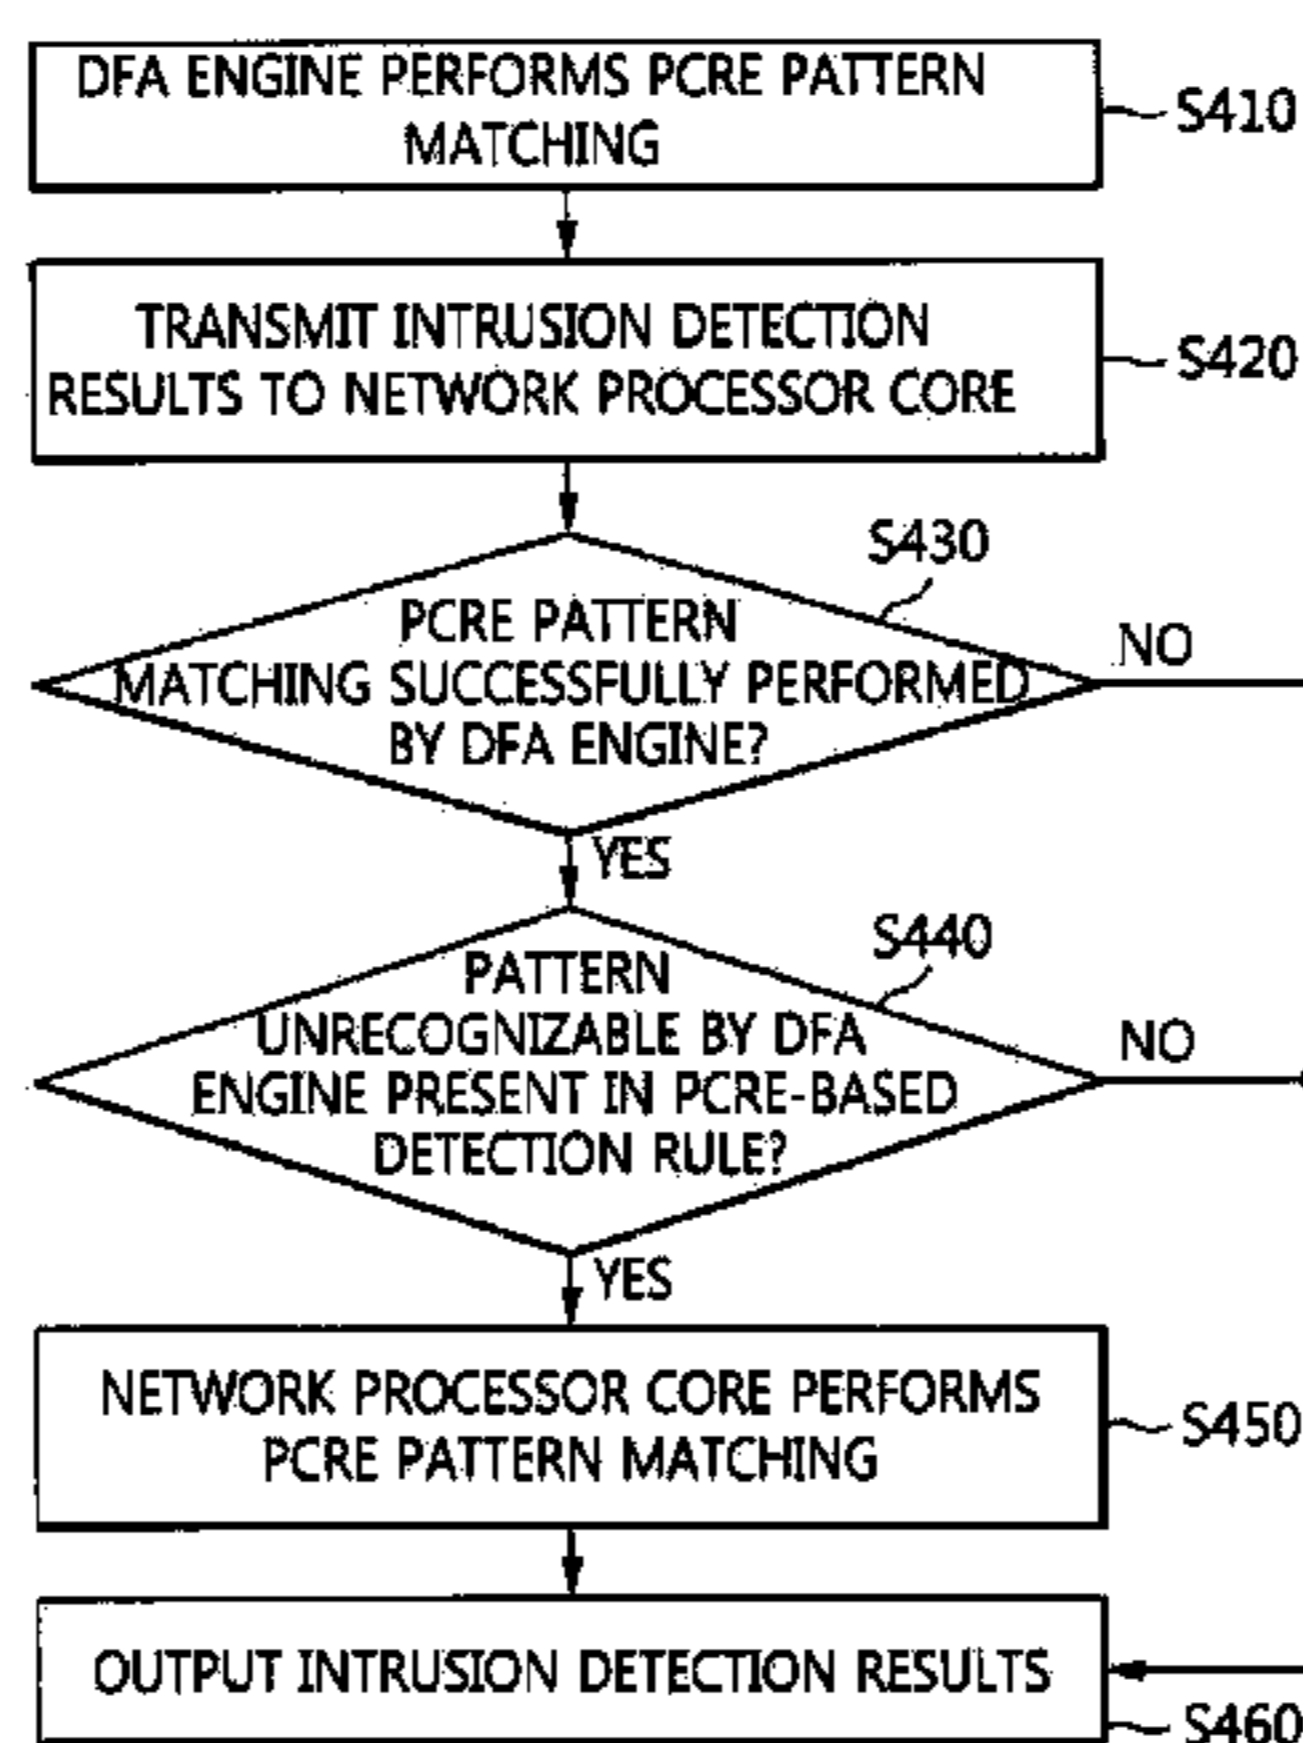 DFA ENGINE PERFORMS PCRE PATTERN
MATCHING
S410
TRANSMIT INTRUSION DETECTION
RESULTS TO NETWORK PROCESSOR CORE
S420
S430
PCRE PATTERN
MATCHING SUCCESSFULLY PERFORMED
BY DFA ENGINE?
NO
YES
S440
PATTERN
UNRECOGNIZABLE BY DFA
ENGINE PRESENT IN PCRE-BASED
DETECTION RULE?
NO
YES
NETWORK PROCESSOR CORE PERFORMS
PCRE PATTERN MATCHING
S450
OUTPUT INTRUSION DETECTION RESULTS
S460